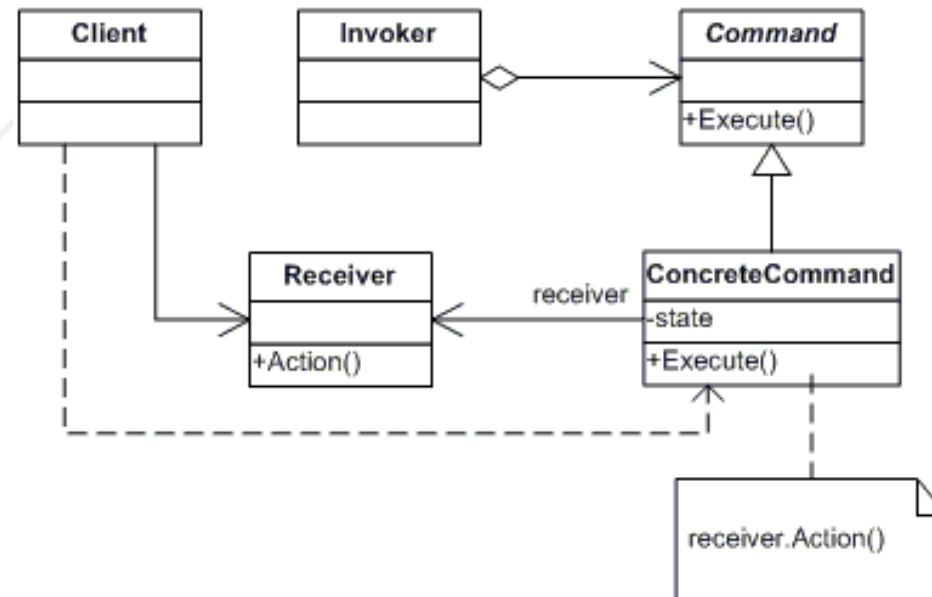 Client
Invoker
Command
+Execute()
Receiver
+Action()
receiver
ConcreteCommand
-state
+Execute()
receiver.Action()